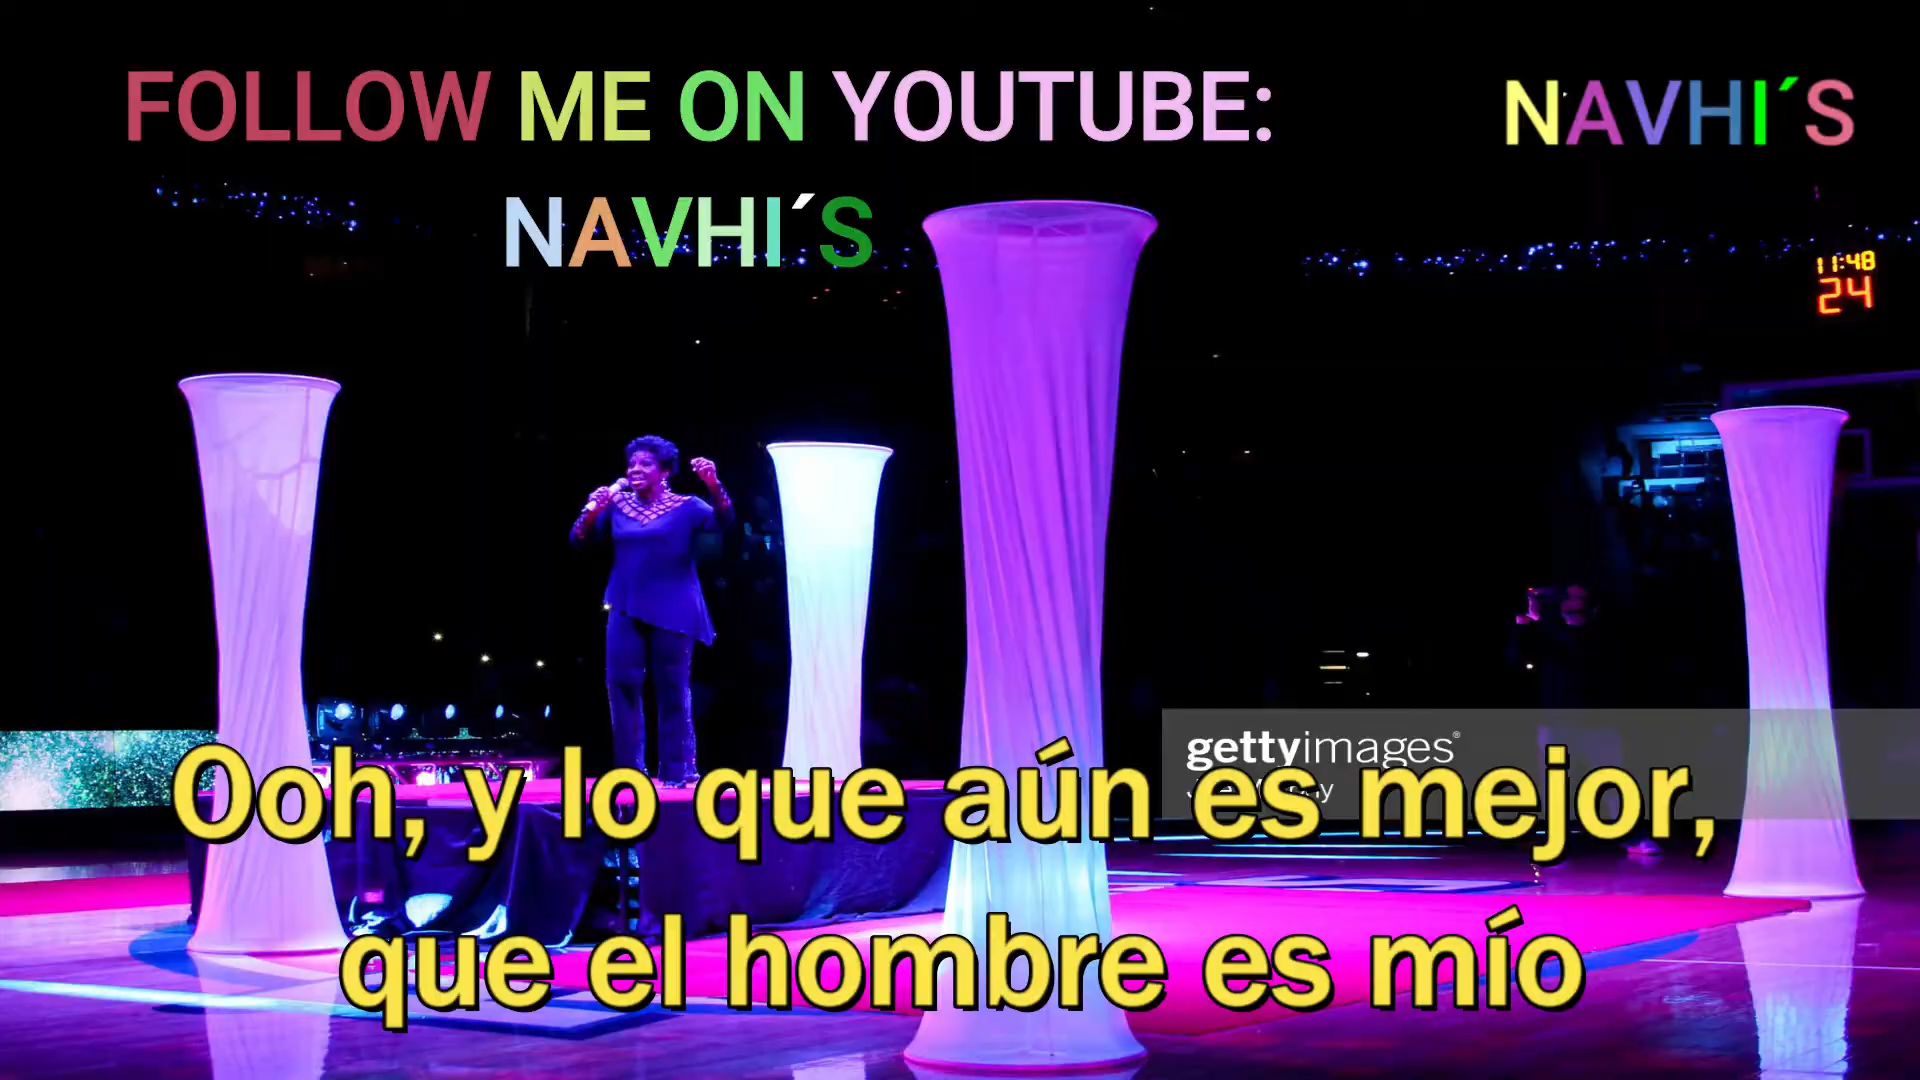 FOLLOW ME ON YOUTUBE:
NAVHI´S
NAVHI´S
11:48
24
gettyimages®
Ooh, y lo que aún es mejor,
que el hombre es mío